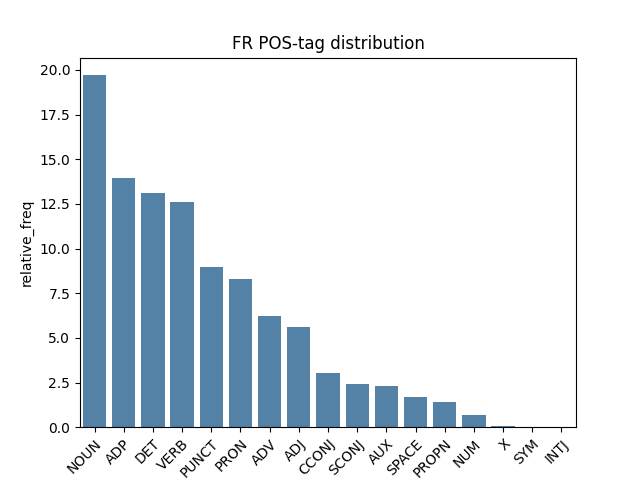 FR POS-tag distribution
relative_freq
20.0
17.5
15.0
12.5
10.0
7.5
5.0
2.5
0.0
NOUN
ADP
DET
VERB
PUNCT
PRON
ADV
ADJ
CCONJ
SCONJ
AUX
SPACE
PROPN
NUM
X
SYM
INTJ